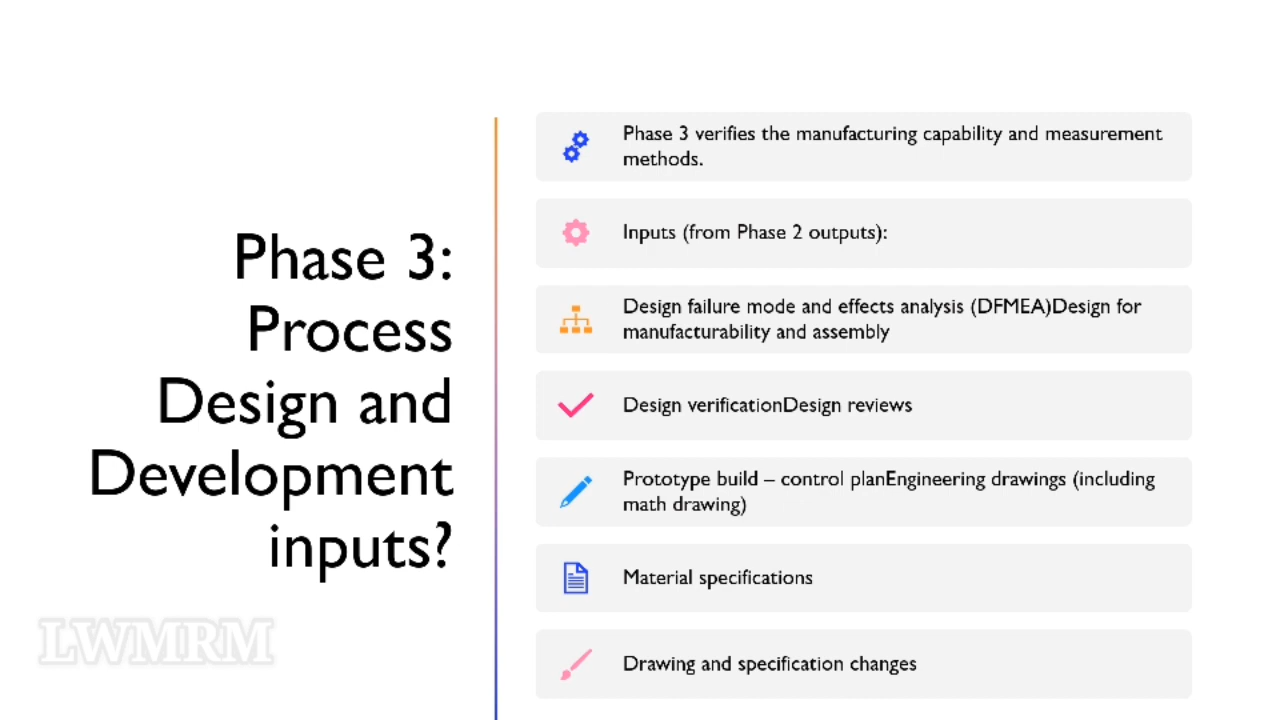 Phase 3:
Process
Design and
Development
inputs?
Phase 3 verifies the manufacturing capability and measurement
methods.
Inputs (from Phase 2 outputs):
Design failure mode and effects analysis (DFMEA)Design for
manufacturability and assembly
Design verificationDesign reviews
Prototype build – control planEngineering drawings (including
math drawing)
Material specifications
Drawing and specification changes
LWMRM